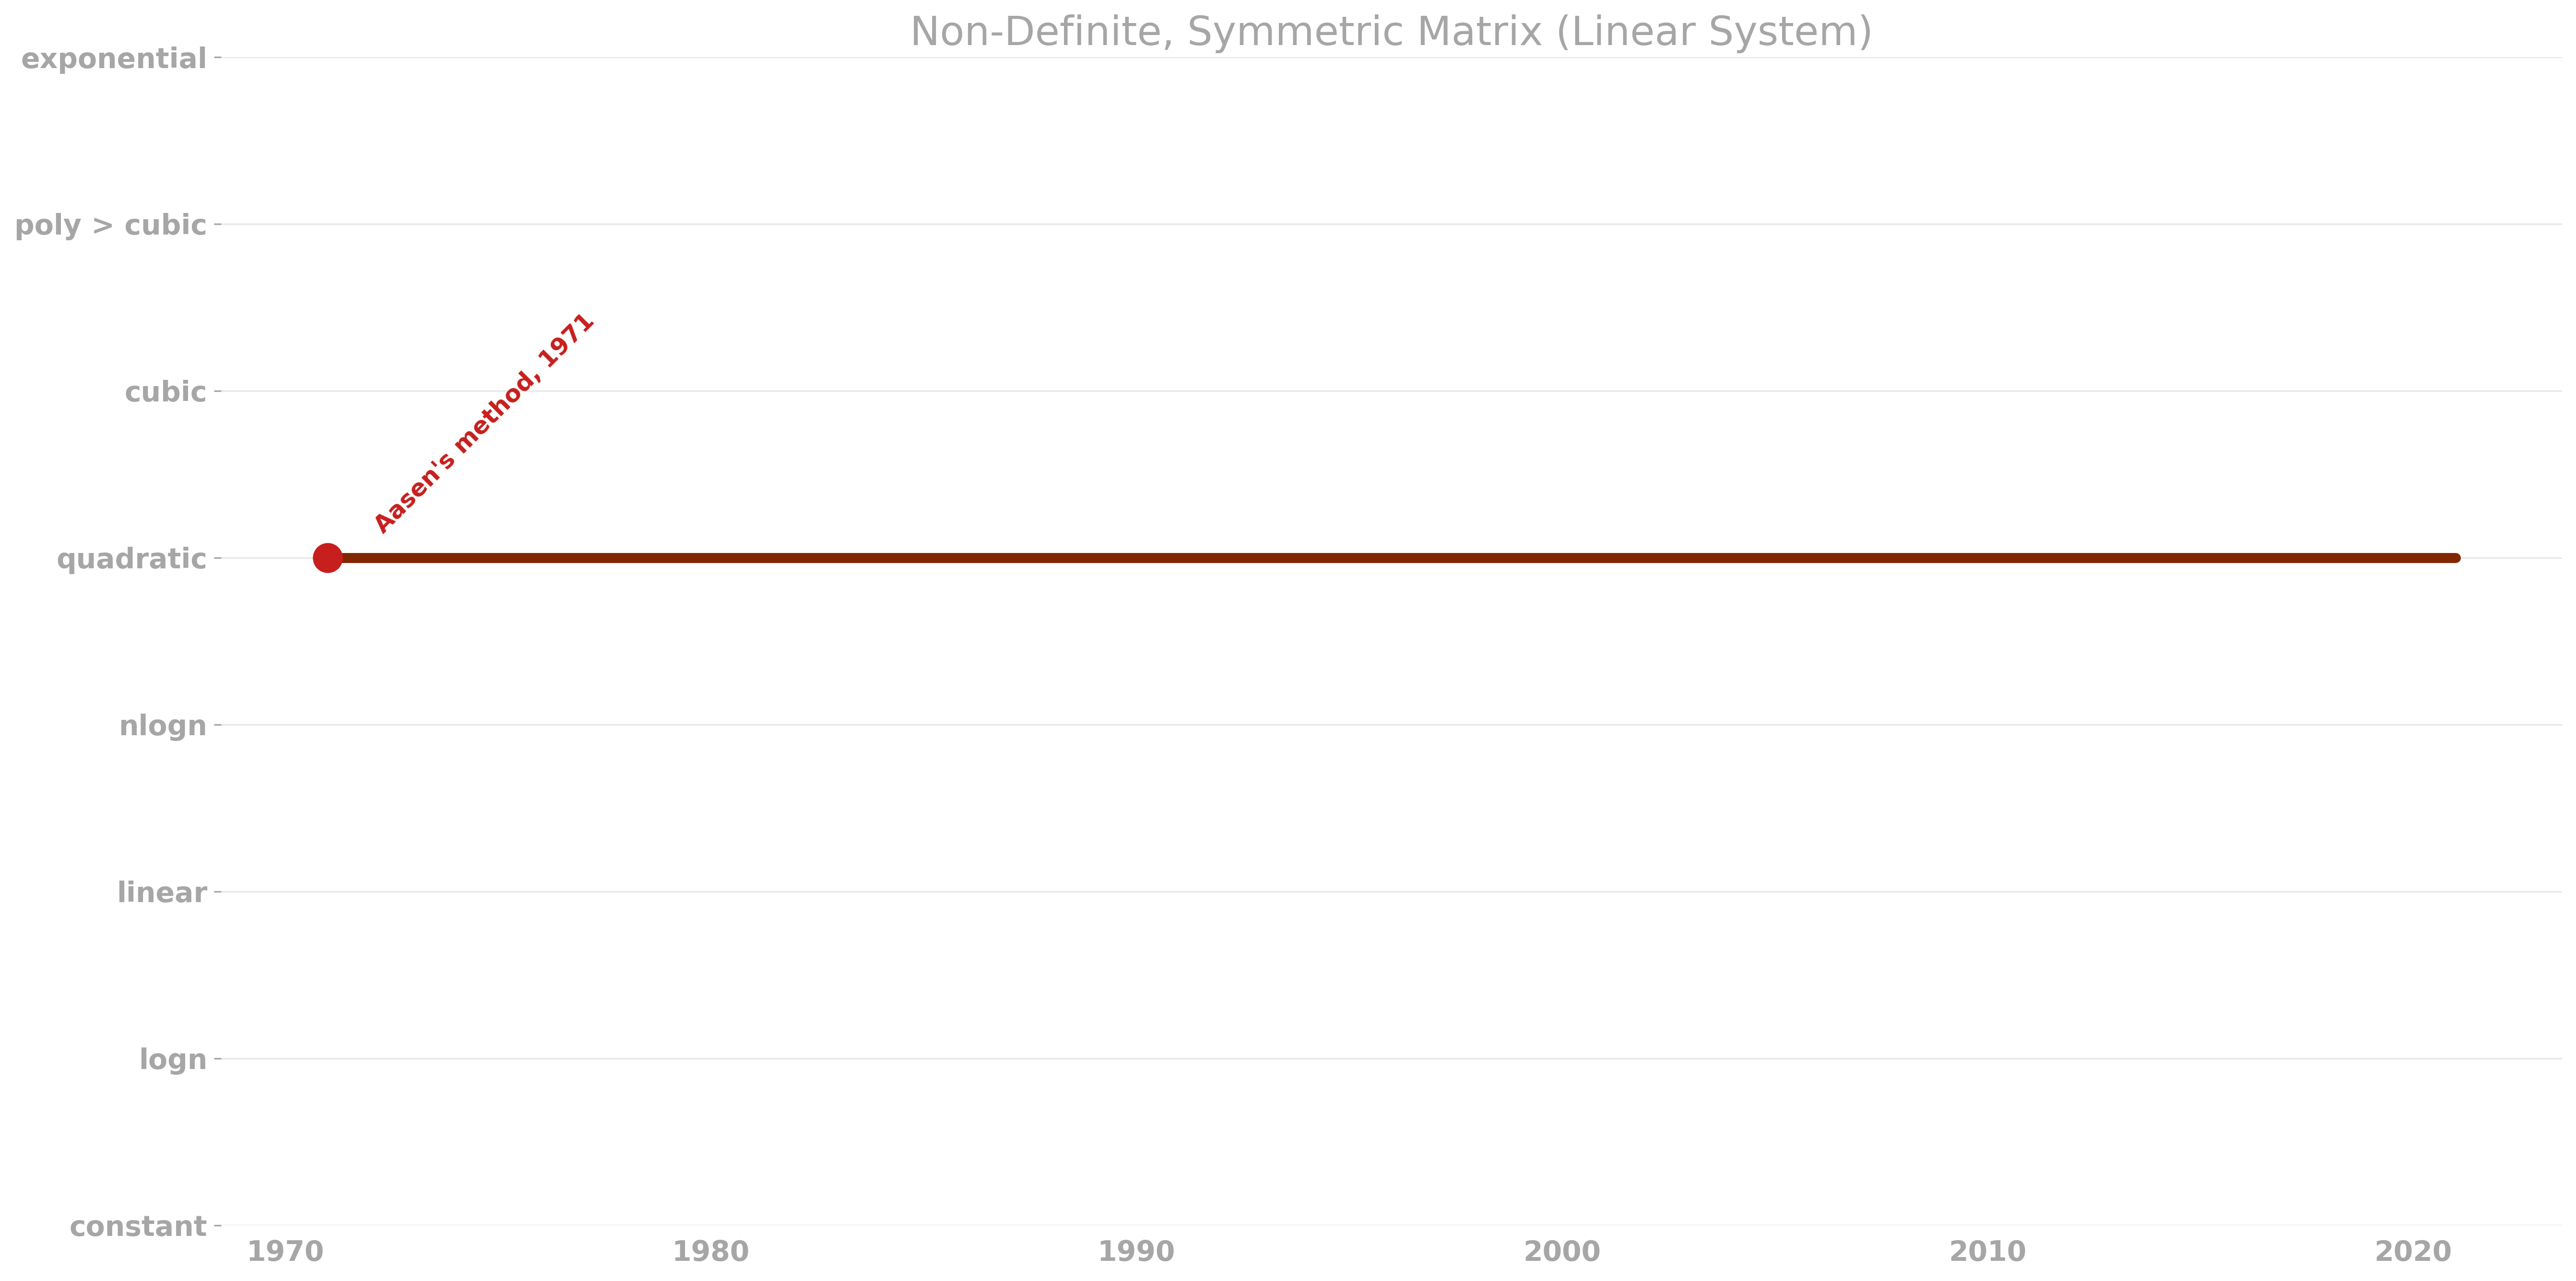 Non-Definite, Symmetric Matrix (Linear System)
exponential
poly > cubic
cubic
quadratic
nlogn
linear
logn
constant
Aasen's method, 1971
1970 1980 1990 2000 2010 2020